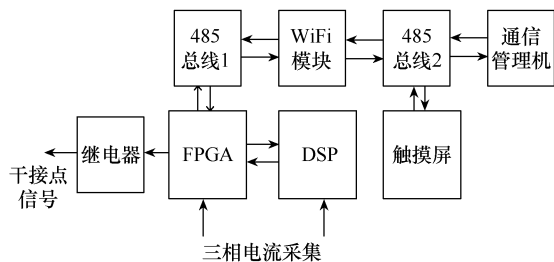 485
总线1
WiFi
模块
485
总线2
通信
管理机
干接点
信号
继电器
FPGA
DSP
触摸屏
三相电流采集